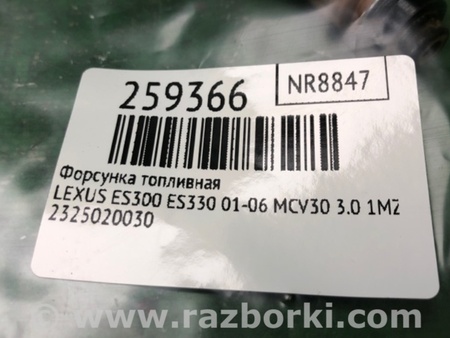 259366
NR8847
Форсунка топливная
LEXUS ES300 ES330 01-06 MCV30 3.0 1MZ
2325020030
www.razborki.com